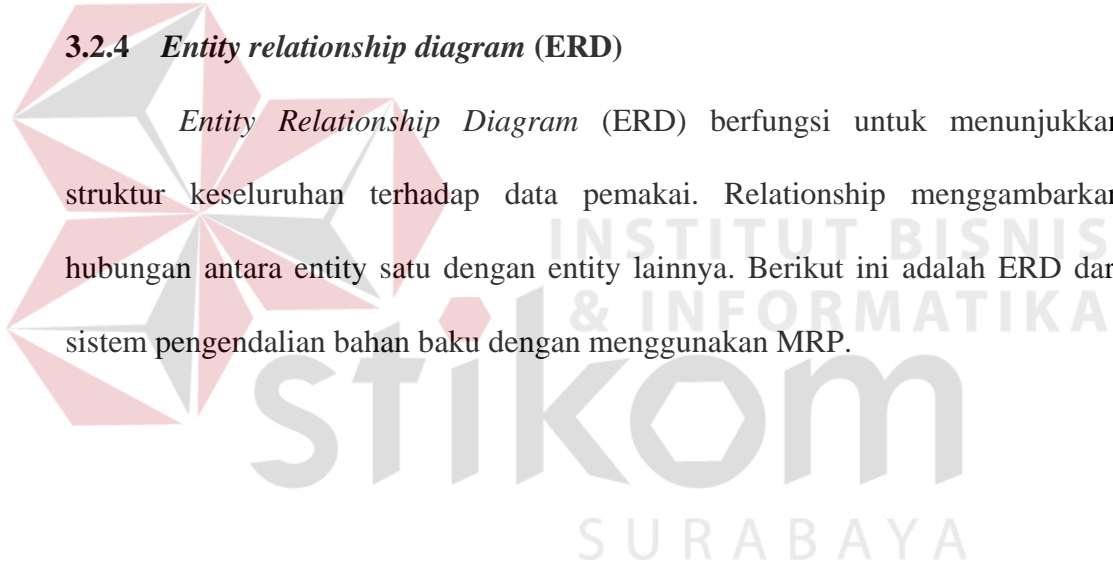 3.2.4 Entity relationship diagram (ERD)
Entity Relationship Diagram (ERD) berfungsi untuk menunjukkan
struktur keseluruhan terhadap data pemakai. Relationship menggambarkan
hubungan antara entity satu dengan entity lainnya. Berikut ini adalah ERD dari
sistem pengendalian bahan baku dengan menggunakan MRP.
INSTITUT BISNIS
& INFORMATIKA
stikom
SURABAYA